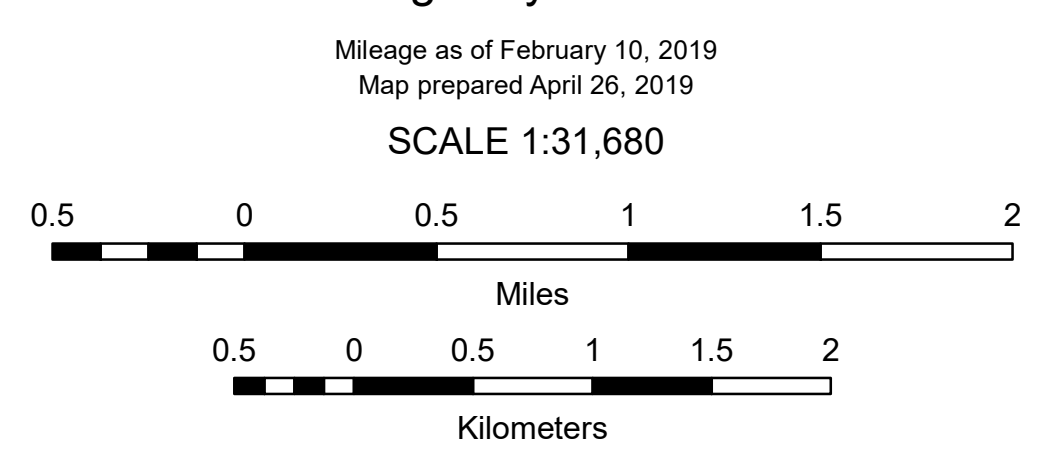 Mileage as of February 10, 2019
Map prepared April 26, 2019
SCALE 1:31,680
0.5 0 0.5 1 1.5 2
Miles
0.5 0 0.5 1 1.5 2
Kilometers